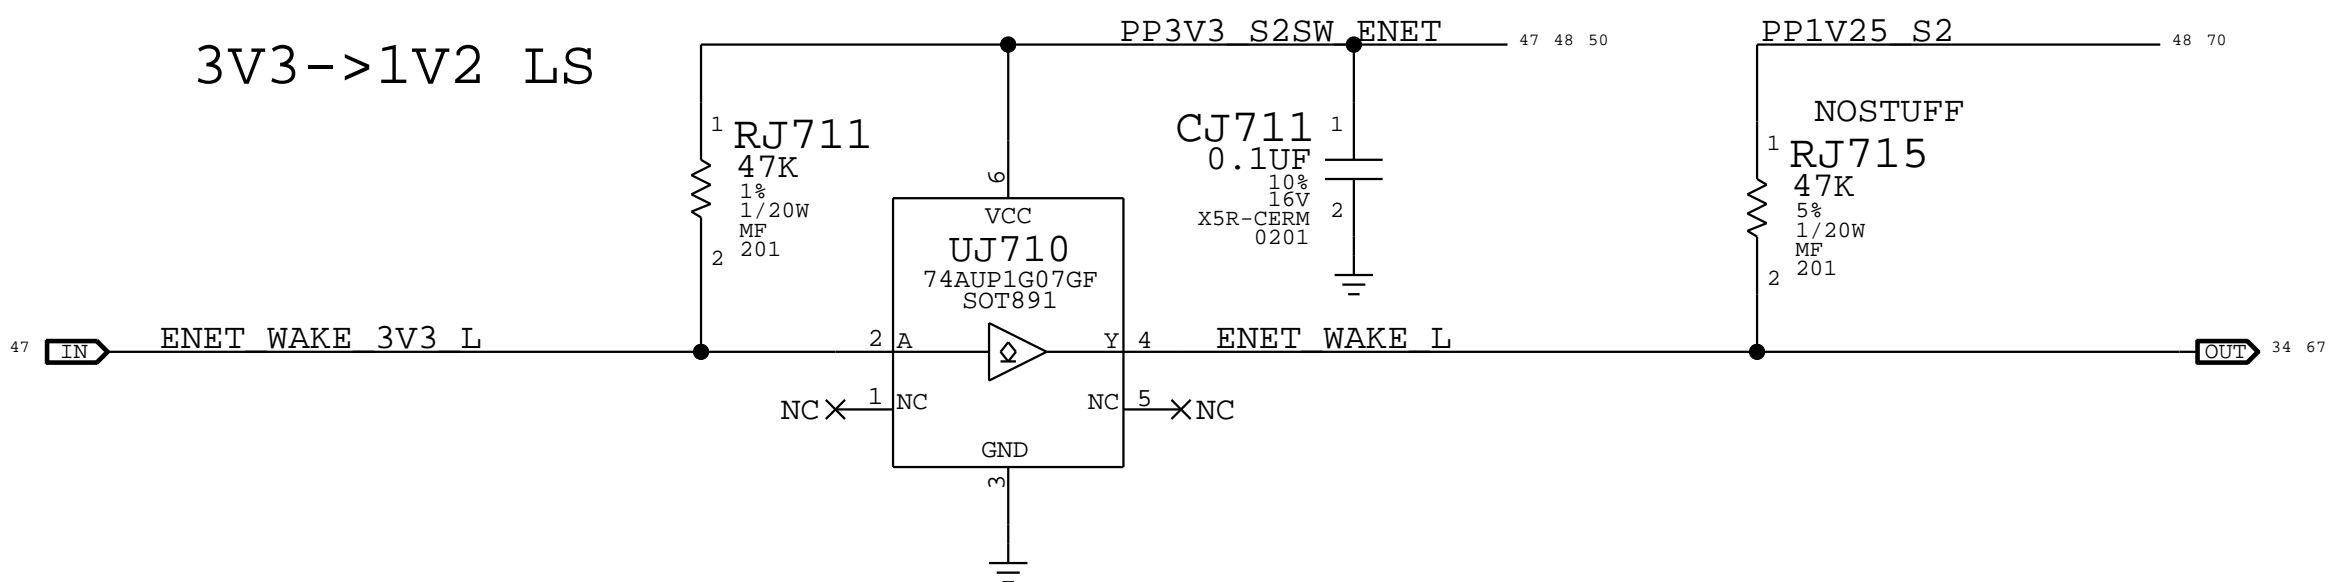 3V3->1V2 LS
PP3V3_S2SW_ENET
47 48 50
PP1V25_S2
48 70
1
RJ711
47K
1%
1/20W
MF
201
2
6
VCC
UJ710
74AUP1G07GF
SOT891
CJ711
0.1UF
10%
16V
X5R-CERM
0201
1
2
NOSTUFF
1
RJ715
47K
5%
1/20W
MF
201
2
47
IN
ENET_WAKE_3V3_L
2
A
Y
4
ENET_WAKE_L
OUT
34 67
NC
1
NC
NC
5
NC
GND
3